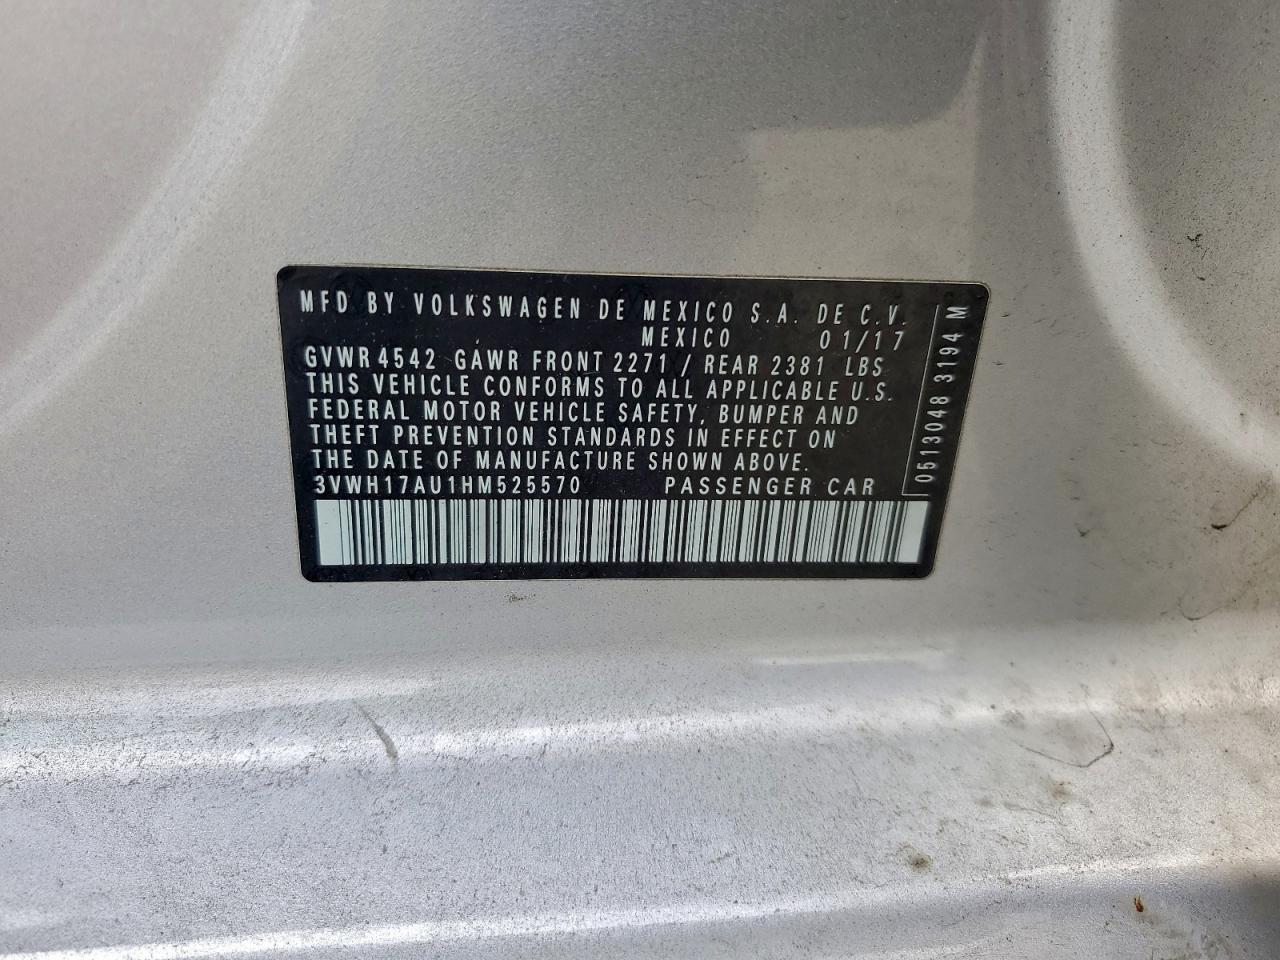 MFD BY VOLKSWAGEN DE MEXICO S.A. DE C.V.
MEXICO 01/17
GVWR 4542 GAWR FRONT 2271 / REAR 2381 LBS
THIS VEHICLE CONFORMS TO ALL APPLICABLE U.S.
FEDERAL MOTOR VEHICLE SAFETY, BUMPER AND
THEFT PREVENTION STANDARDS IN EFFECT ON
THE DATE OF MANUFACTURE SHOWN ABOVE.
3VWH17AU1HM525570 PASSENGER CAR
0513048 3194 M